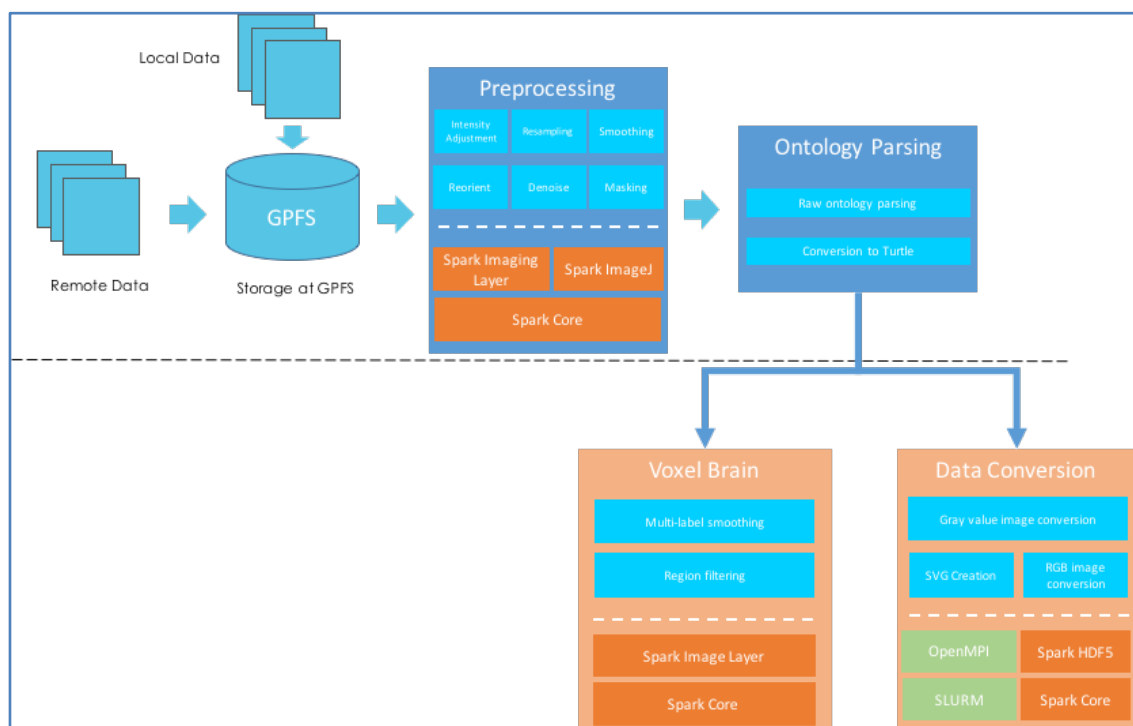 Local Data
Remote Data
GPFS
Storage at GPFS
Preprocessing
Intensity
Adjustment
Resampling
Smoothing
Reorient
Denoise
Masking
Spark Imaging
Layer
Spark ImageJ
Spark Core
Ontology Parsing
Raw ontology parsing
Conversion to Turtle
Voxel Brain
Multi-label smoothing
Region filtering
Spark Image Layer
Spark Core
Data Conversion
Gray value image conversion
SVG Creation
RGB image
conversion
OpenMPI
Spark HDF5
SLURM
Spark Core